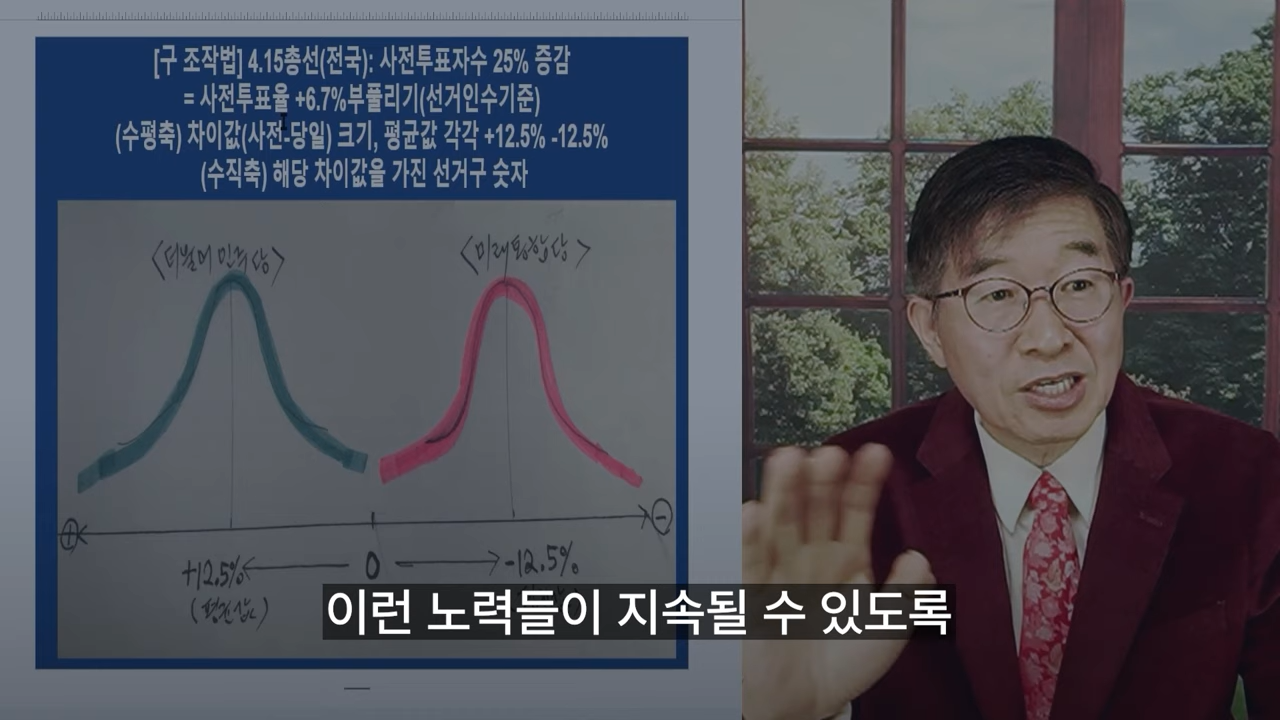 [구 조작법] 4.15총선(전국): 사전투표자수 25% 증감
= 사전투표율 +6.7%부풀리기(선거인수기준)
(수평축) 차이값(사전-당일) 크기, 평균값 각각 +12.5% -12.5%
(수직축) 해당 차이값을 가진 선거구 숫자
<더불어 민주당>
<미래통합당>
+
-
+12.5%
0
-12.5%
(평균값)
이런 노력들이 지속될 수 있도록